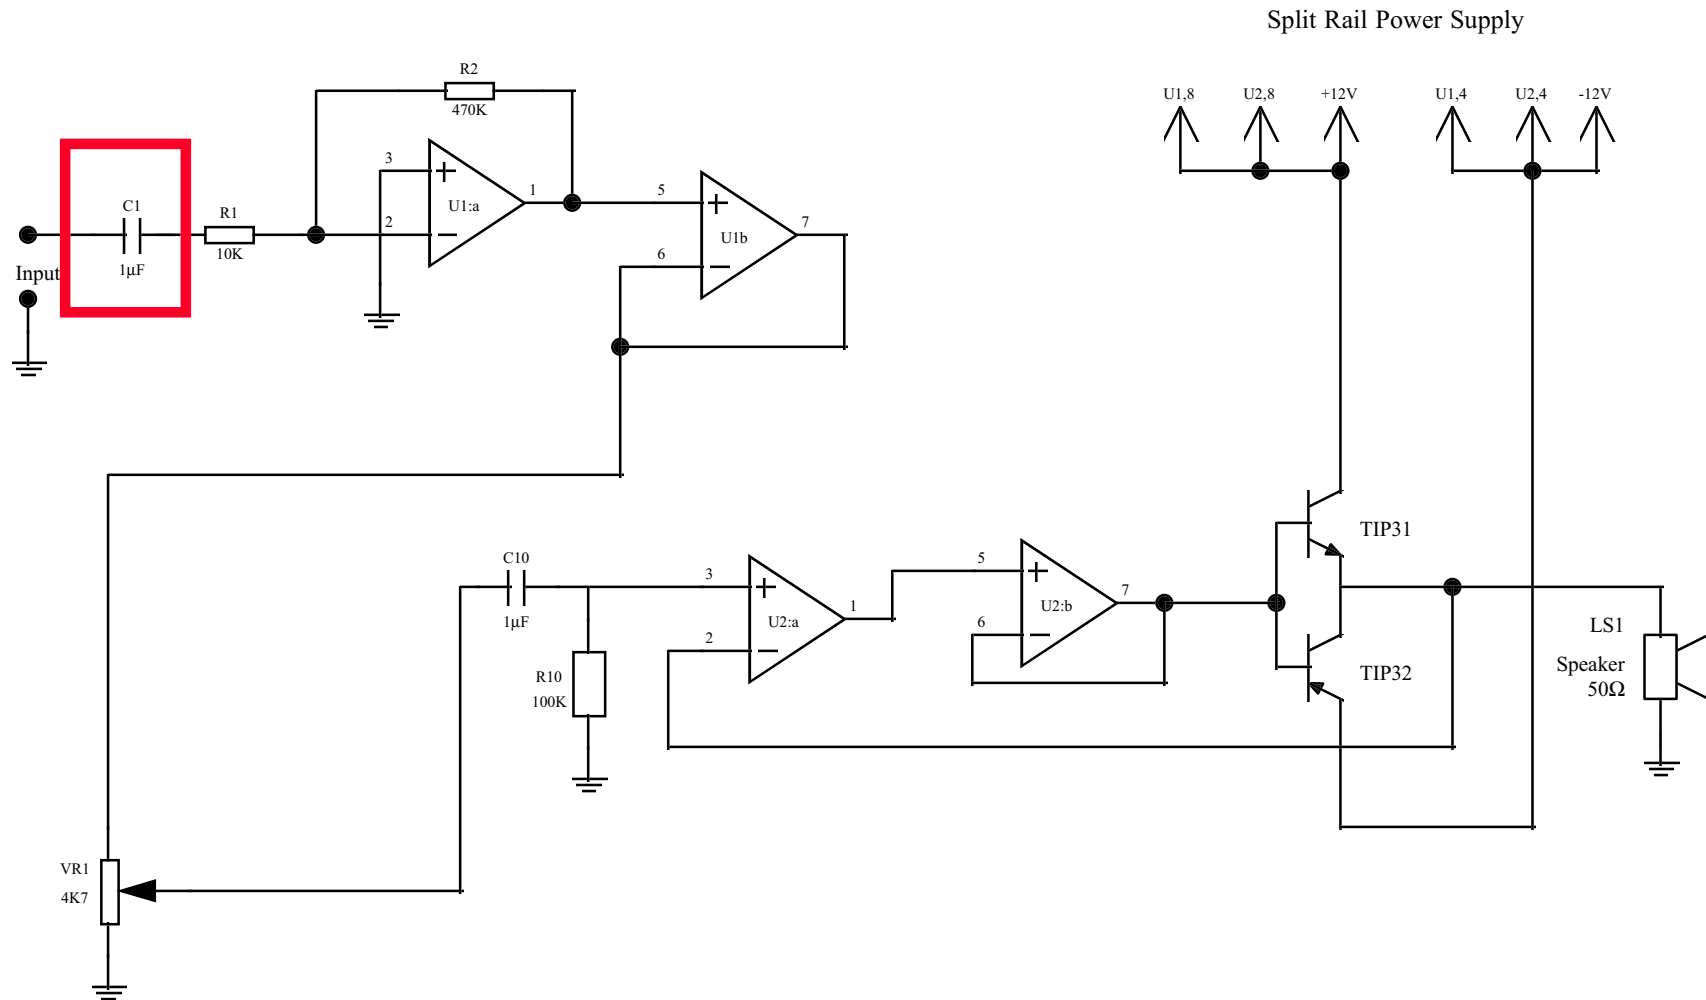 Split Rail Power Supply
R2
470K
U1,8
U2,8
+12V
U1,4
U2,4
-12V
3
U1:a
1
2
5
U1b
7
6
C1
1µF
R1
10K
Input
C10
1µF
R10
100K
3
U2:a
1
2
5
U2:b
7
6
TIP31
TIP32
LS1
Speaker
50Ω
VR1
4K7